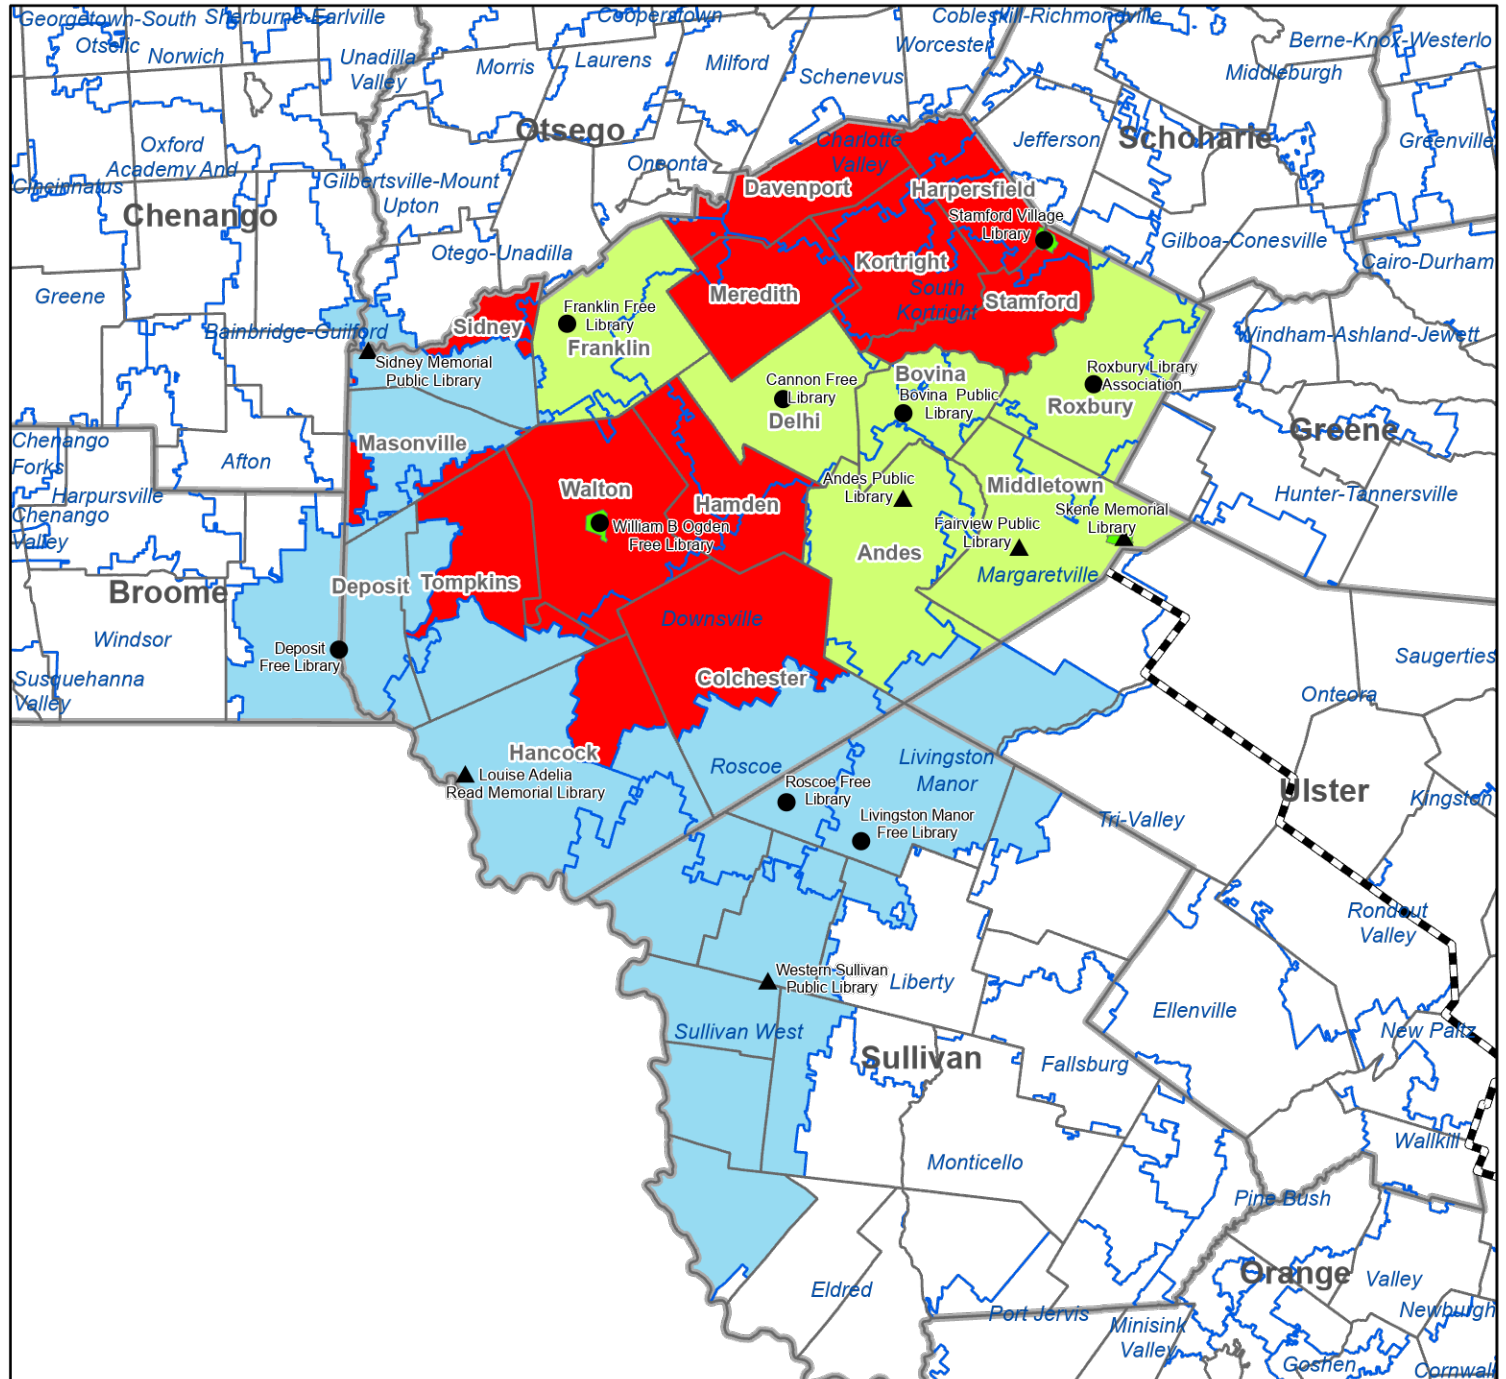 Georgetown-South
Otselic
Sherburne-Earlville
Norwich
Unadilla
Valley
Cooperstown
Morris
Laurens
Milford
Schenevus
Worcester
Cobleskill-Richmondville
Berne-Knox-Westerlo
Middleburgh
Otsego
Oxford
Academy And
Cincinnatus
Gilbertsville-Mount
Upton
Oneonta
Charlotte
Valley
Jefferson
Schoharie
Greenville
Chenango
Davenport
Harpersfield
Stamford Village
Library
Otego-Unadilla
Gilboa-Conesville
Cairo-Durham
Greene
Kortright
Meredith
South
Kortright
Stamford
Bainbridge-Guilford
Sidney
Franklin Free
Library
Franklin
Windham-Ashland-Jewett
Sidney Memorial
Public Library
Cannon Free
Library
Delhi
Bovina
Bovina Public
Library
Roxbury Library
Association
Roxbury
Greene
Chenango
Forks
Afton
Masonville
Harpursville
Chenango
Valley
Walton
Hamden
Andes Public
Library
Middletown
Skene Memorial
Library
Hunter-Tannersville
William B Ogden
Free Library
Fairview Public
Library
Andes
Margaretville
Broome
Deposit
Tompkins
Downsville
Windsor
Deposit
Free Library
Susquehanna
Valley
Colchester
Saugerties
Onteora
Hancock
Louise Adelia
Read Memorial Library
Roscoe
Livingston
Manor
Roscoe Free
Library
Livingston Manor
Free Library
Tri-Valley
Ulster
Kingston
Rondout
Valley
Western Sullivan
Public Library
Liberty
Ellenville
Sullivan West
Sullivan
Fallsburg
New Paltz
Monticello
Wallkill
Pine Bush
Eldred
Port Jervis
Orange
Valley
Minisink
Valley
Newburgh
Goshen
Cornwall